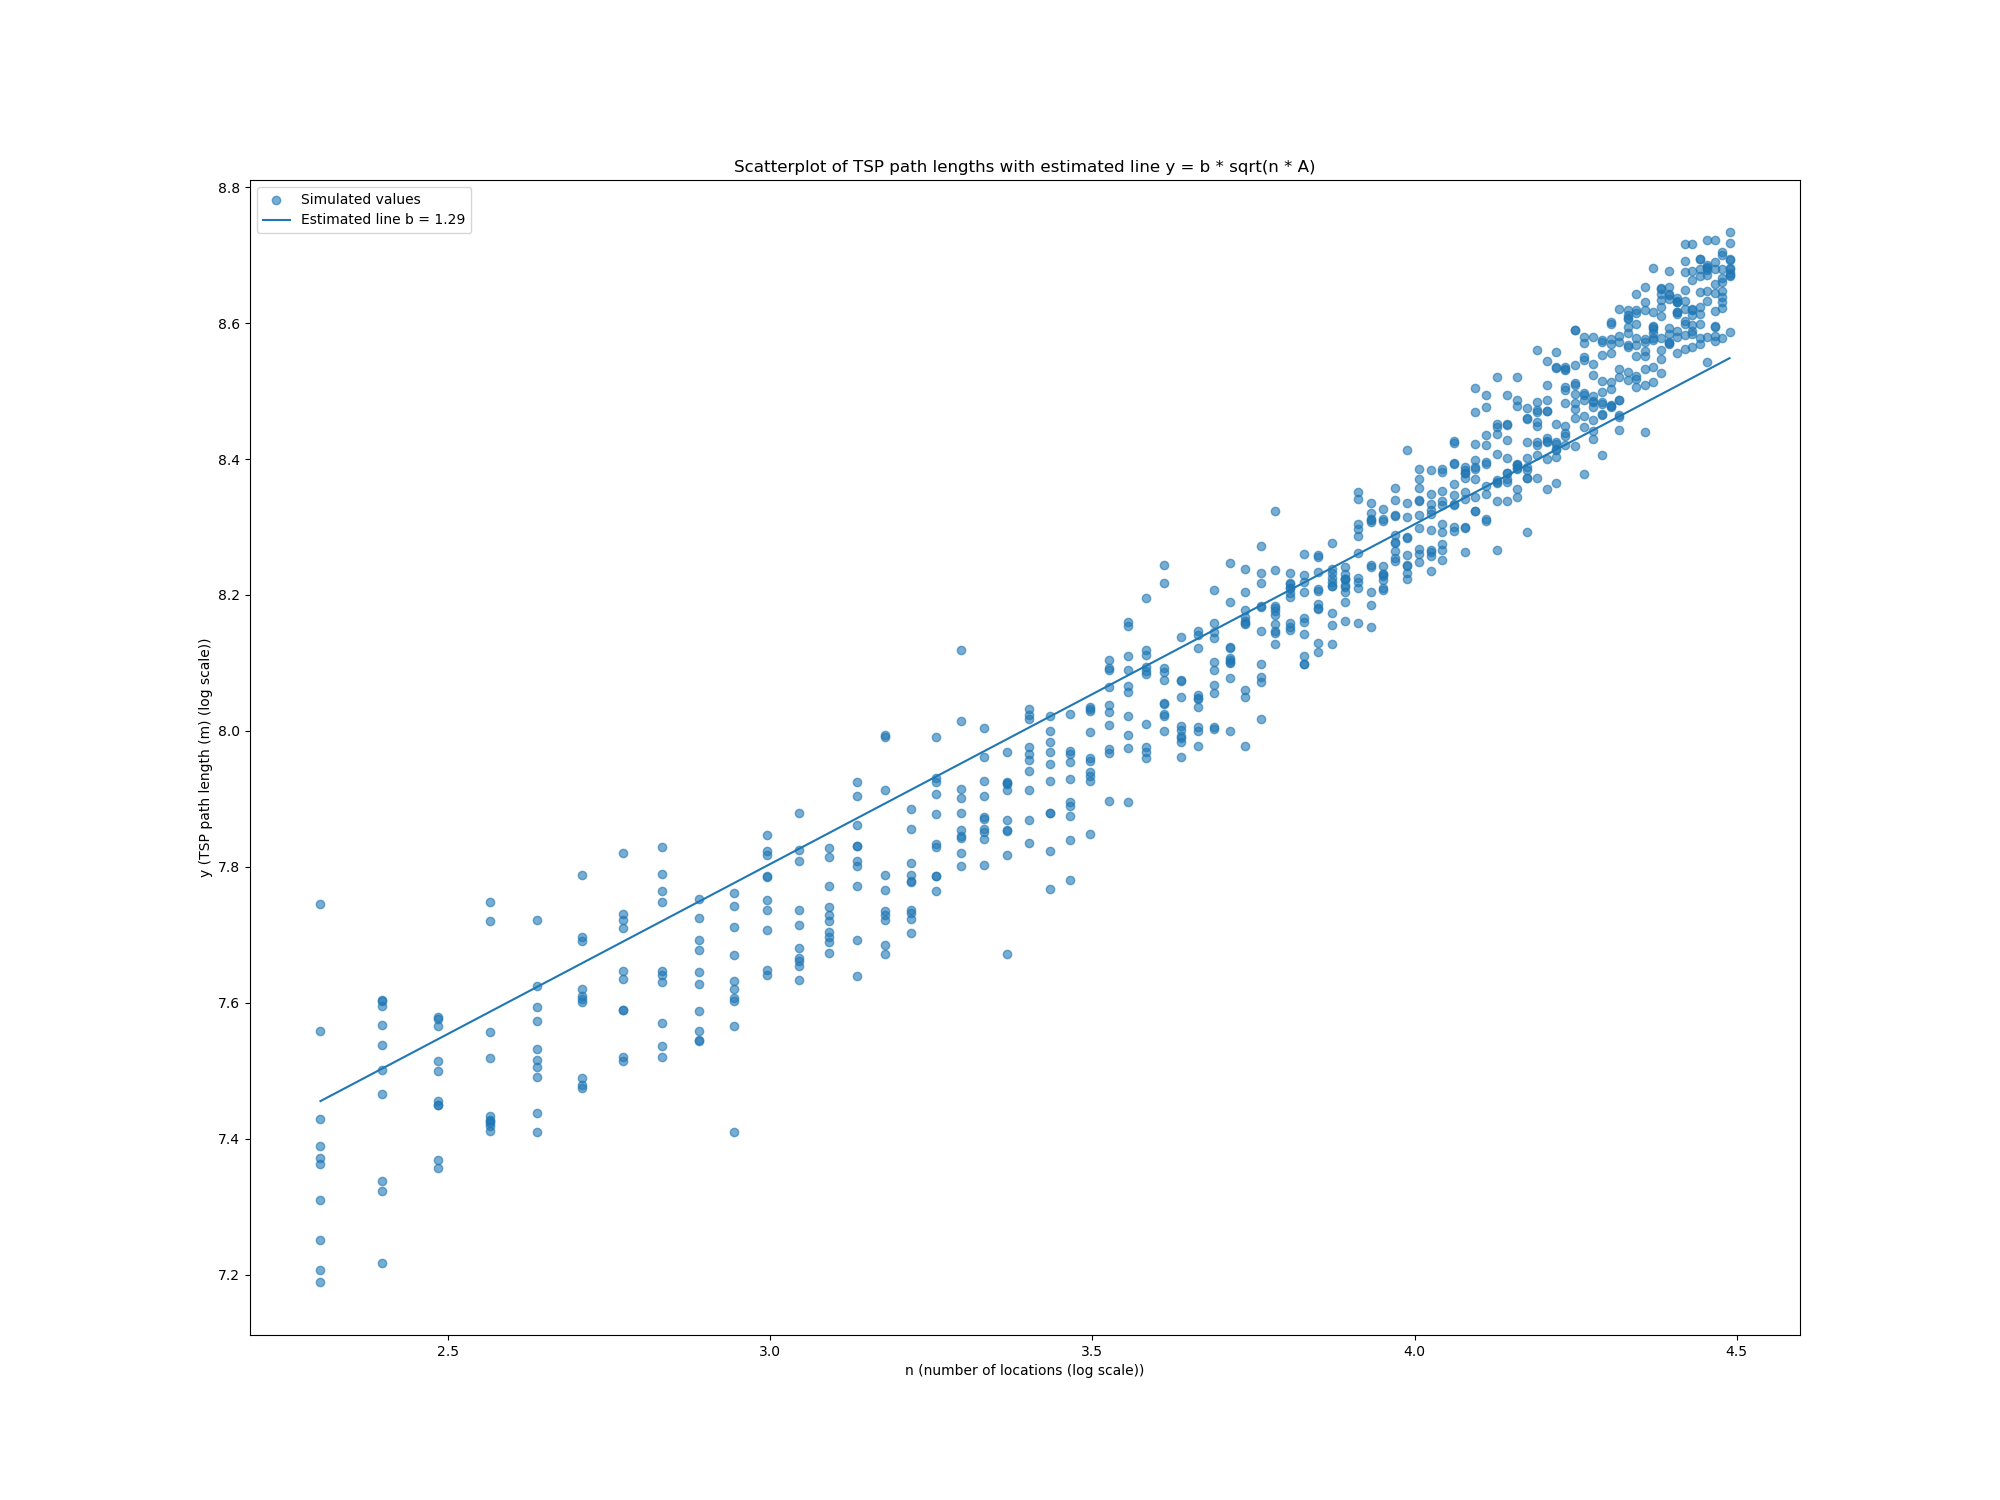 Scatterplot of TSP path lengths with estimated line y = b * sqrt(n * A)
Simulated values
Estimated line b = 1.29
y (TSP path length (m) (log scale))
8.8
8.6
8.4
8.2
8.0
7.8
7.6
7.4
7.2
2.5
3.0
3.5
4.0
4.5
n (number of locations (log scale))